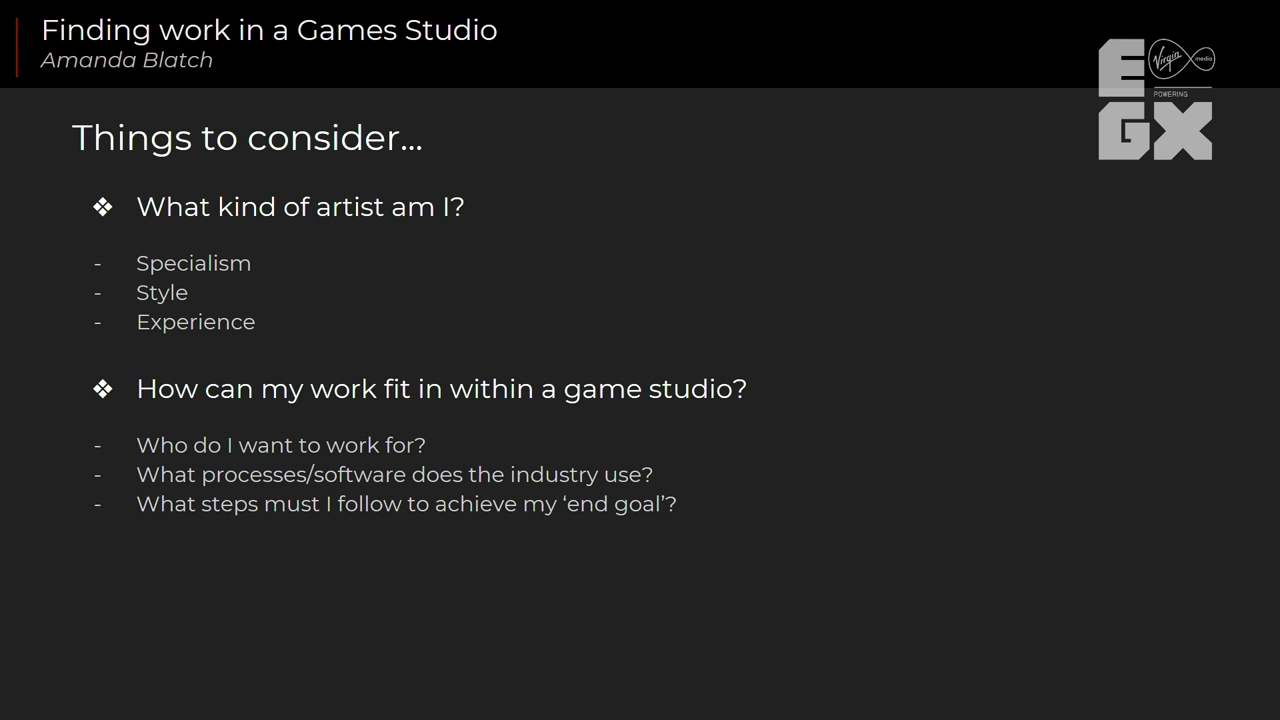 Finding work in a Games Studio
Amanda Blatch
E
GX
Virgin media
POWERING
Things to consider...
❖ What kind of artist am I?
- Specialism
- Style
- Experience
❖ How can my work fit in within a game studio?
- Who do I want to work for?
- What processes/software does the industry use?
- What steps must I follow to achieve my ‘end goal’?